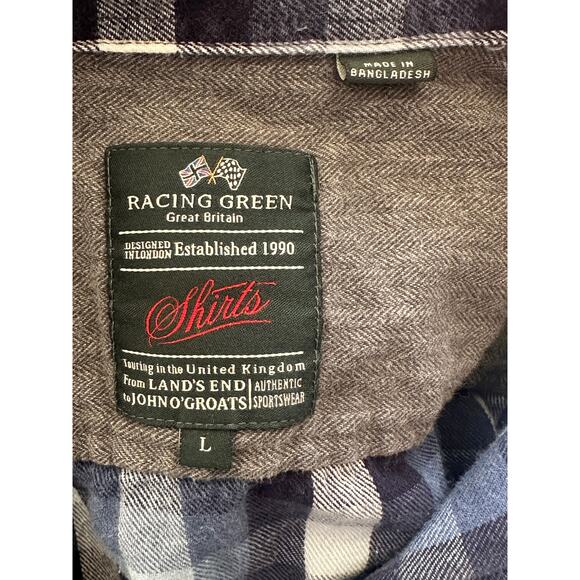 MADE IN
BANGLADESH
RACING GREEN
Great Britain
DESIGNED
IN LONDON
Established 1990
Shirts
Touring in the United Kingdom
From LAND'S END
to JOHN O'GROATS
AUTHENTIC
SPORTSWEAR
L